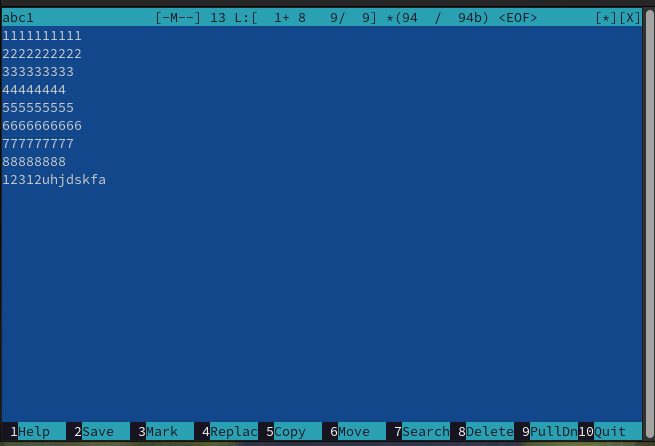 abc1 [-M--] 13 L:[  1+ 8   9/  9] *(94  /  94b) <EOF> [*][X]
1111111111
2222222222
333333333
44444444
555555555
6666666666
777777777
88888888
12312uhjdskfa
1Help 2Save 3Mark 4Replac 5Copy 6Move 7Search 8Delete 9PullDn 10Quit